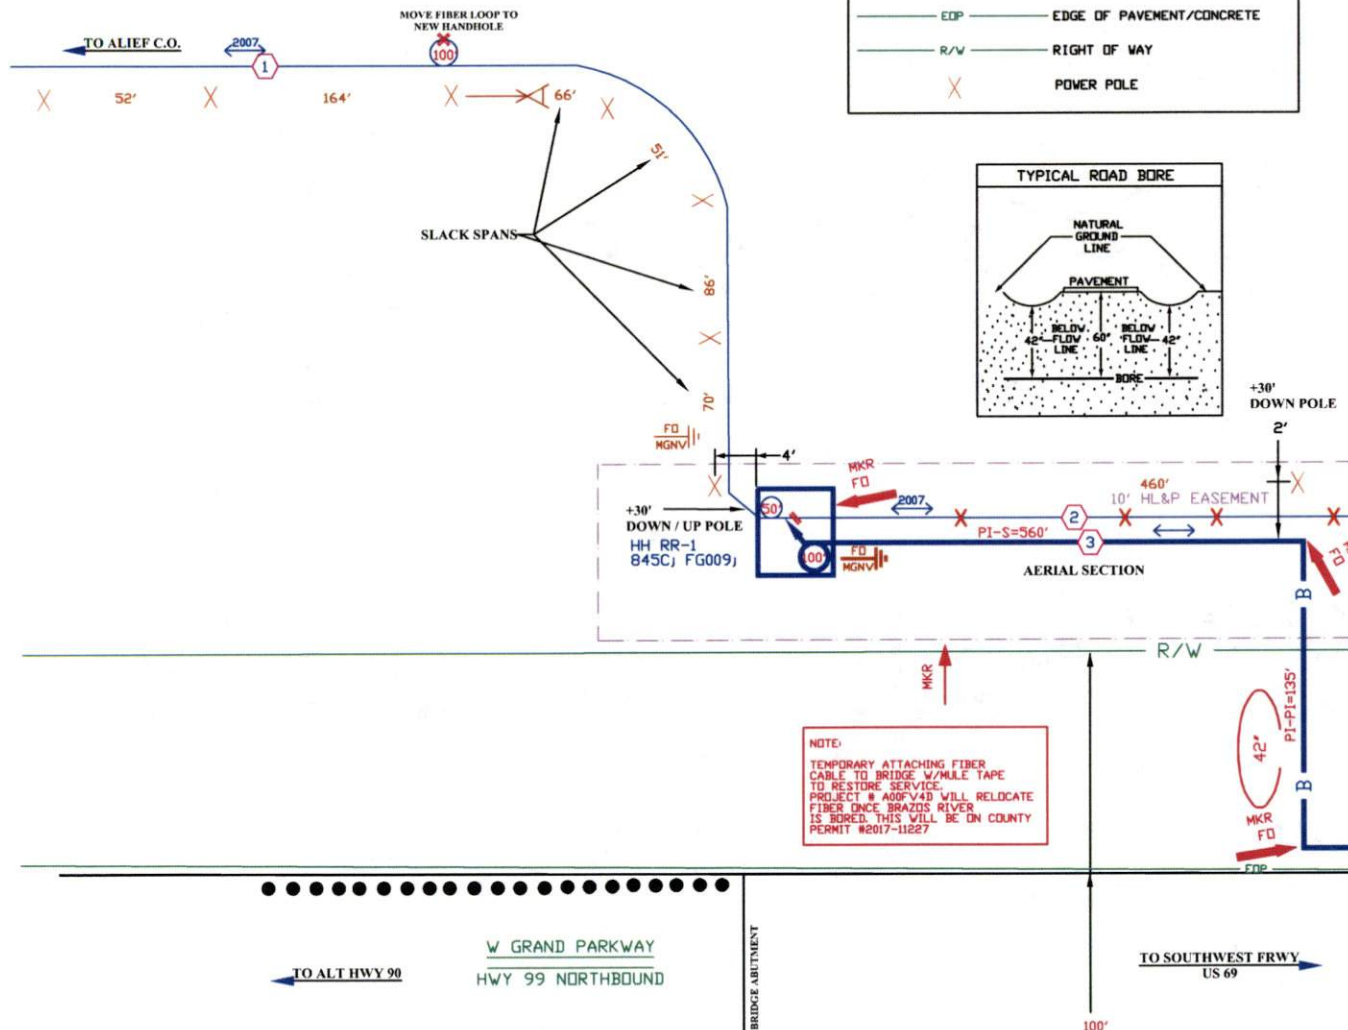 MOVE FIBER LOOP TO
NEW HANDHOLE
TO ALIEF C.O.
2007
1
100'
52'
164'
66'
51'
SLACK SPANS
86'
70'
EOP EDGE OF PAVEMENT/CONCRETE
R/W RIGHT OF WAY
POWER POLE
TYPICAL ROAD BORE
NATURAL
GROUND
LINE
PAVEMENT
42" BELOW FLOW LINE 60" BELOW FLOW LINE 42"
BORE
+30'
DOWN POLE
2'
FO
MGNV
4'
MKR
FO
460'
10' HL&P EASEMENT
+30'
DOWN / UP POLE
HH RR-1
845C; FG009;
50'
2007
2
PI-S=560'
3
100'
FO
MGNV
AERIAL SECTION
FO
B
R/W
MKR
PI-PI=135'
42"
B
NOTE:
TEMPORARY ATTACHING FIBER
CABLE TO BRIDGE W/MULE TAPE
TO RESTORE SERVICE.
PROJECT # A00FV4D WILL RELOCATE
FIBER ONCE BRAZOS RIVER
IS BORED. THIS WILL BE ON COUNTY
PERMIT #2017-11227
MKR
FO
EOP
W GRAND PARKWAY
HWY 99 NORTHBOUND
TO ALT HWY 90
BRIDGE ABUTMENT
TO SOUTHWEST FRWY
US 69
100'